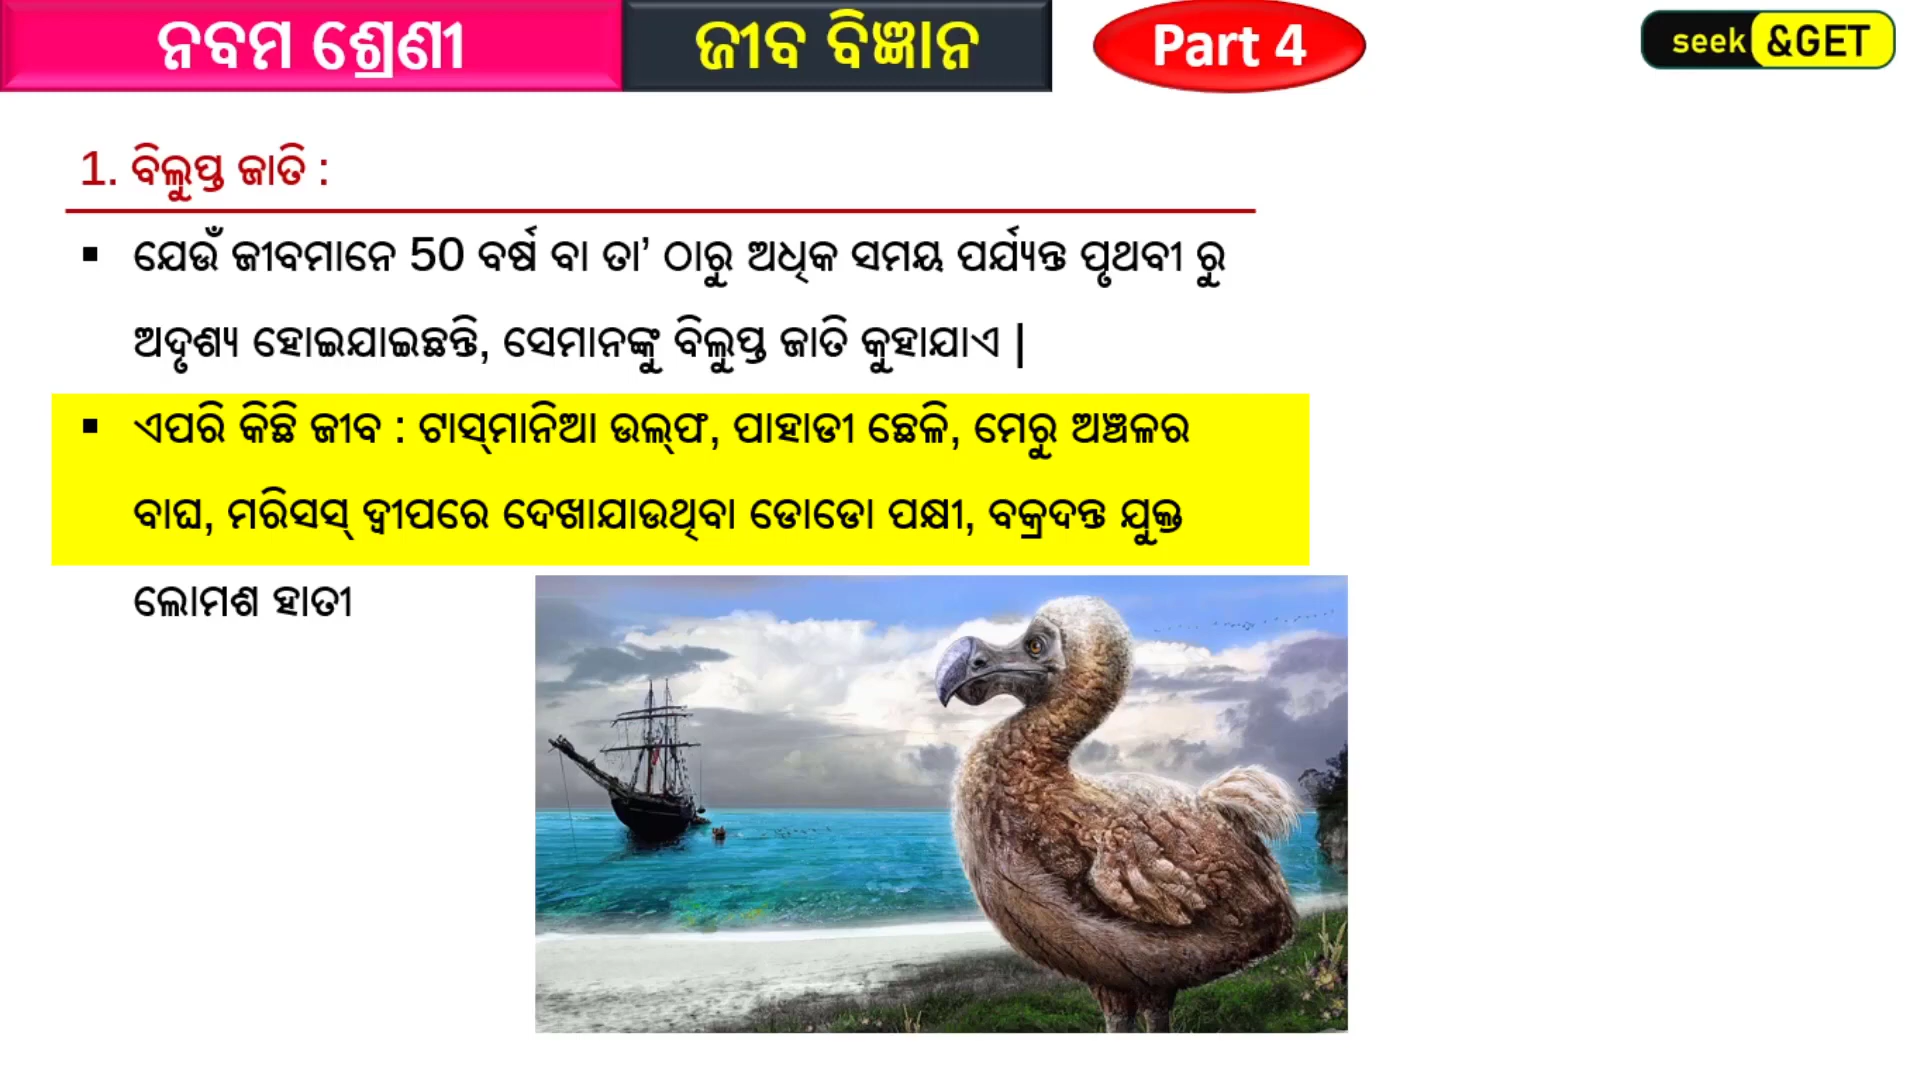 ନବମ ଶ୍ରେଣୀ ଜୀବ ବିଜ୍ଞାନ Part 4 seek &GET
1. ବିଲୁପ୍ତ ଜାତି :
▪ ଯେଉଁ ଜୀବମାନେ 50 ବର୍ଷ ବା ତା’ ଠାରୁ ଅଧିକ ସମୟ ପର୍ଯ୍ୟନ୍ତ ପୃଥିବୀ ରୁ
ଅଦୃଶ୍ୟ ହୋଇଯାଇଛନ୍ତି, ସେମାନଙ୍କୁ ବିଲୁପ୍ତ ଜାତି କୁହାଯାଏ |
▪ ଏପରି କିଛି ଜୀବ : ଟାସ୍‌ମାନିଆ ଉଲ୍‌ଫ, ପାହାଡୀ ଛେଳି, ମେରୁ ଅଞ୍ଚଳର
ବାଘ, ମରିସସ୍ ଦ୍ୱୀପରେ ଦେଖାଯାଉଥିବା ଡୋଡୋ ପକ୍ଷୀ, ବକ୍ରଦନ୍ତ ଯୁକ୍ତ
ଲୋମଶ ହାତୀ